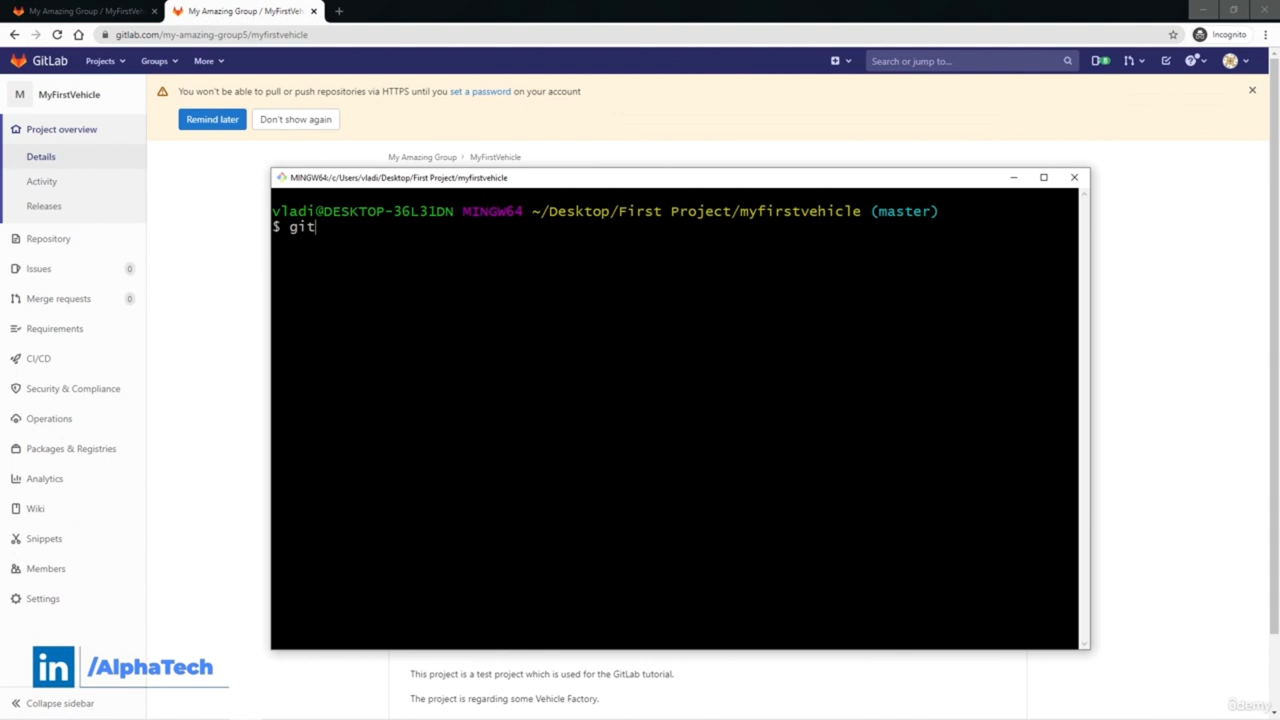 My Amazing Group / MyFirstVeh
My Amazing Group / MyFirstVeh
gitlab.com/my-amazing-group5/myfirstvehicle
Incognito
GitLab
Projects
Groups
More
Search or jump to...
M
MyFirstVehicle
You won't be able to pull or push repositories via HTTPS until you set a password on your account
Remind later
Don't show again
Project overview
Details
Activity
Releases
Repository
Issues
0
Merge requests
0
Requirements
CI/CD
Security & Compliance
Operations
Packages & Registries
Analytics
Wiki
Snippets
Members
Settings
Collapse sidebar
My Amazing Group > MyFirstVehicle
MINGW64:/c/Users/vladi/Desktop/First Project/myfirstvehicle
vladi@DESKTOP-36L31DN MINGW64 ~/Desktop/First Project/myfirstvehicle (master)
$ git
This project is a test project which is used for the GitLab tutorial.
The project is regarding some Vehicle Factory.
in /AlphaTech
ûdemy